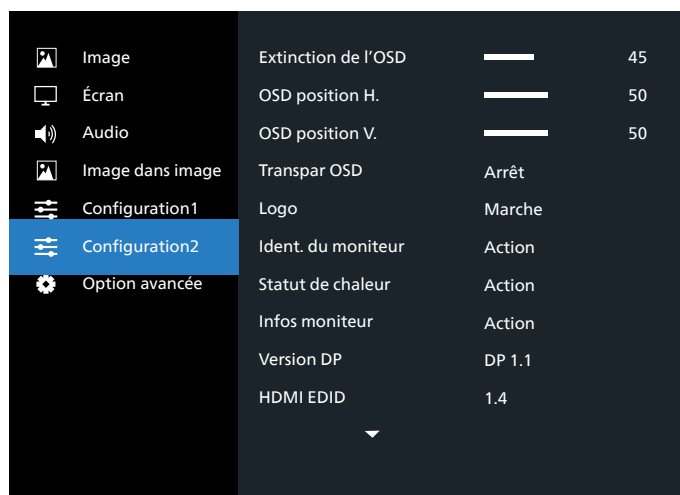 Image
Écran
Audio
Image dans image
Configuration1
Configuration2
Option avancée
Extinction de l’OSD 45
OSD position H. 50
OSD position V. 50
Transpar OSD Arrêt
Logo Marche
Ident. du moniteur Action
Statut de chaleur Action
Infos moniteur Action
Version DP DP 1.1
HDMI EDID 1.4